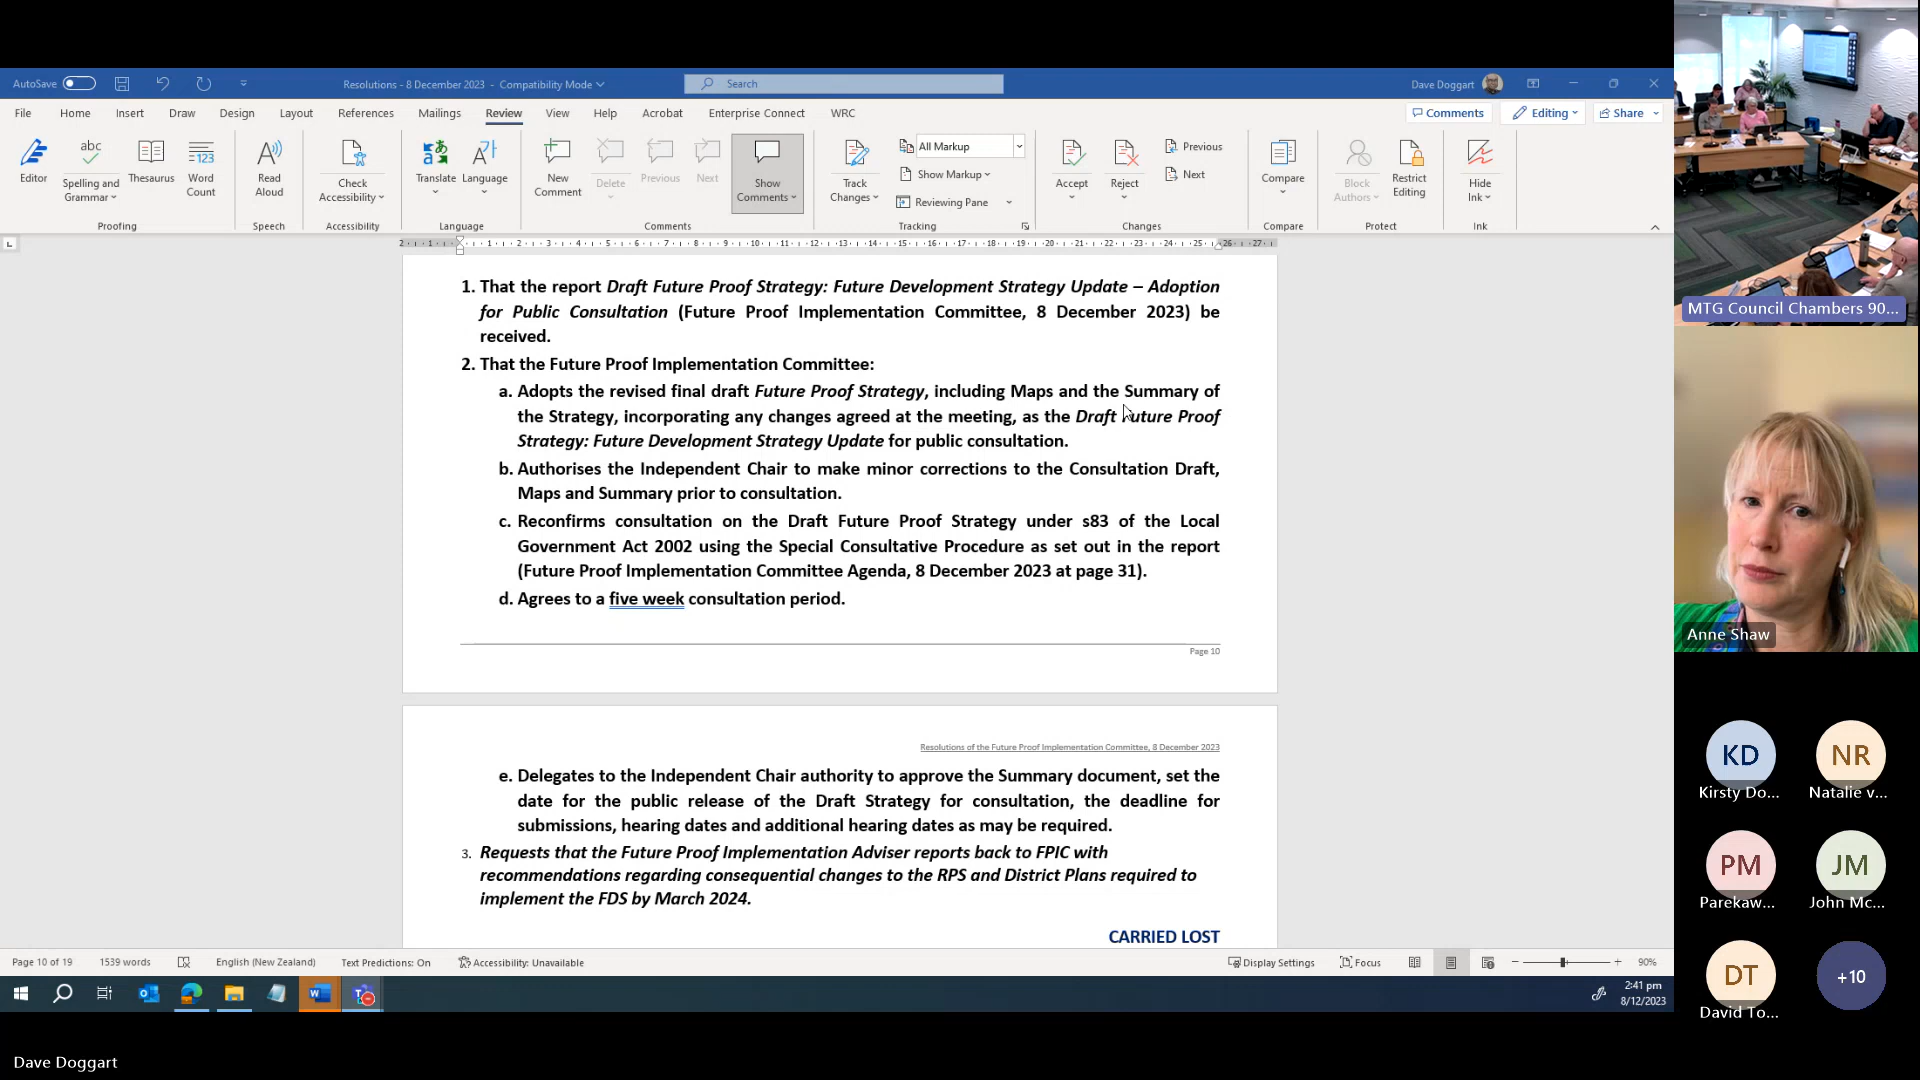 AutoSave
Resolutions - 8 December 2023 - Compatibility Mode
Search
Dave Doggart
File Home Insert Draw Design Layout References Mailings Review View Help Acrobat Enterprise Connect WRC
Comments Editing Share
Editor
Spelling and Grammar
Thesaurus
Word Count
Read Aloud
Check Accessibility
Translate
Language
New Comment
Delete
Previous
Next
Show Comments
Track Changes
All Markup
Show Markup
Reviewing Pane
Accept
Reject
Previous
Next
Compare
Block Authors
Restrict Editing
Hide Ink
Proofing Speech Accessibility Language Comments Tracking Changes Compare Protect Ink
1. That the report Draft Future Proof Strategy: Future Development Strategy Update – Adoption
for Public Consultation (Future Proof Implementation Committee, 8 December 2023) be
received.
2. That the Future Proof Implementation Committee:
a. Adopts the revised final draft Future Proof Strategy, including Maps and the Summary of
the Strategy, incorporating any changes agreed at the meeting, as the Draft Future Proof
Strategy: Future Development Strategy Update for public consultation.
b. Authorises the Independent Chair to make minor corrections to the Consultation Draft,
Maps and Summary prior to consultation.
c. Reconfirms consultation on the Draft Future Proof Strategy under s83 of the Local
Government Act 2002 using the Special Consultative Procedure as set out in the report
(Future Proof Implementation Committee Agenda, 8 December 2023 at page 31).
d. Agrees to a five week consultation period.
Page 10
Resolutions of the Future Proof Implementation Committee, 8 December 2023
e. Delegates to the Independent Chair authority to approve the Summary document, set the
date for the public release of the Draft Strategy for consultation, the deadline for
submissions, hearing dates and additional hearing dates as may be required.
3. Requests that the Future Proof Implementation Adviser reports back to FPIC with
recommendations regarding consequential changes to the RPS and District Plans required to
implement the FDS by March 2024.
CARRIED LOST
Page 10 of 19 1539 words English (New Zealand) Text Predictions: On Accessibility: Unavailable Display Settings Focus 90%
2:41 pm
8/12/2023
Dave Doggart
MTG Council Chambers 90...
Anne Shaw
KD NR
Kirsty Do... Natalie v...
PM JM
Parekaw... John Mc...
DT +10
David To...